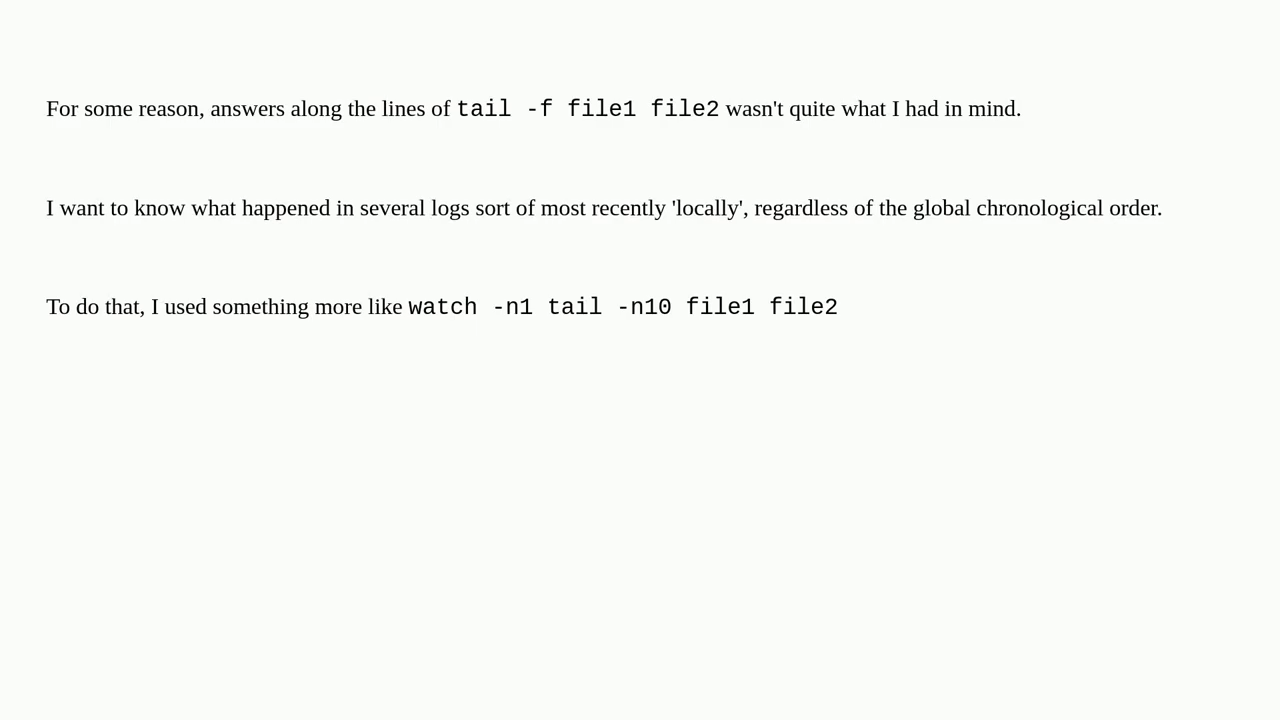 For some reason, answers along the lines of tail -f file1 file2 wasn't quite what I had in mind.
I want to know what happened in several logs sort of most recently 'locally', regardless of the global chronological order.
To do that, I used something more like watch -n1 tail -n10 file1 file2